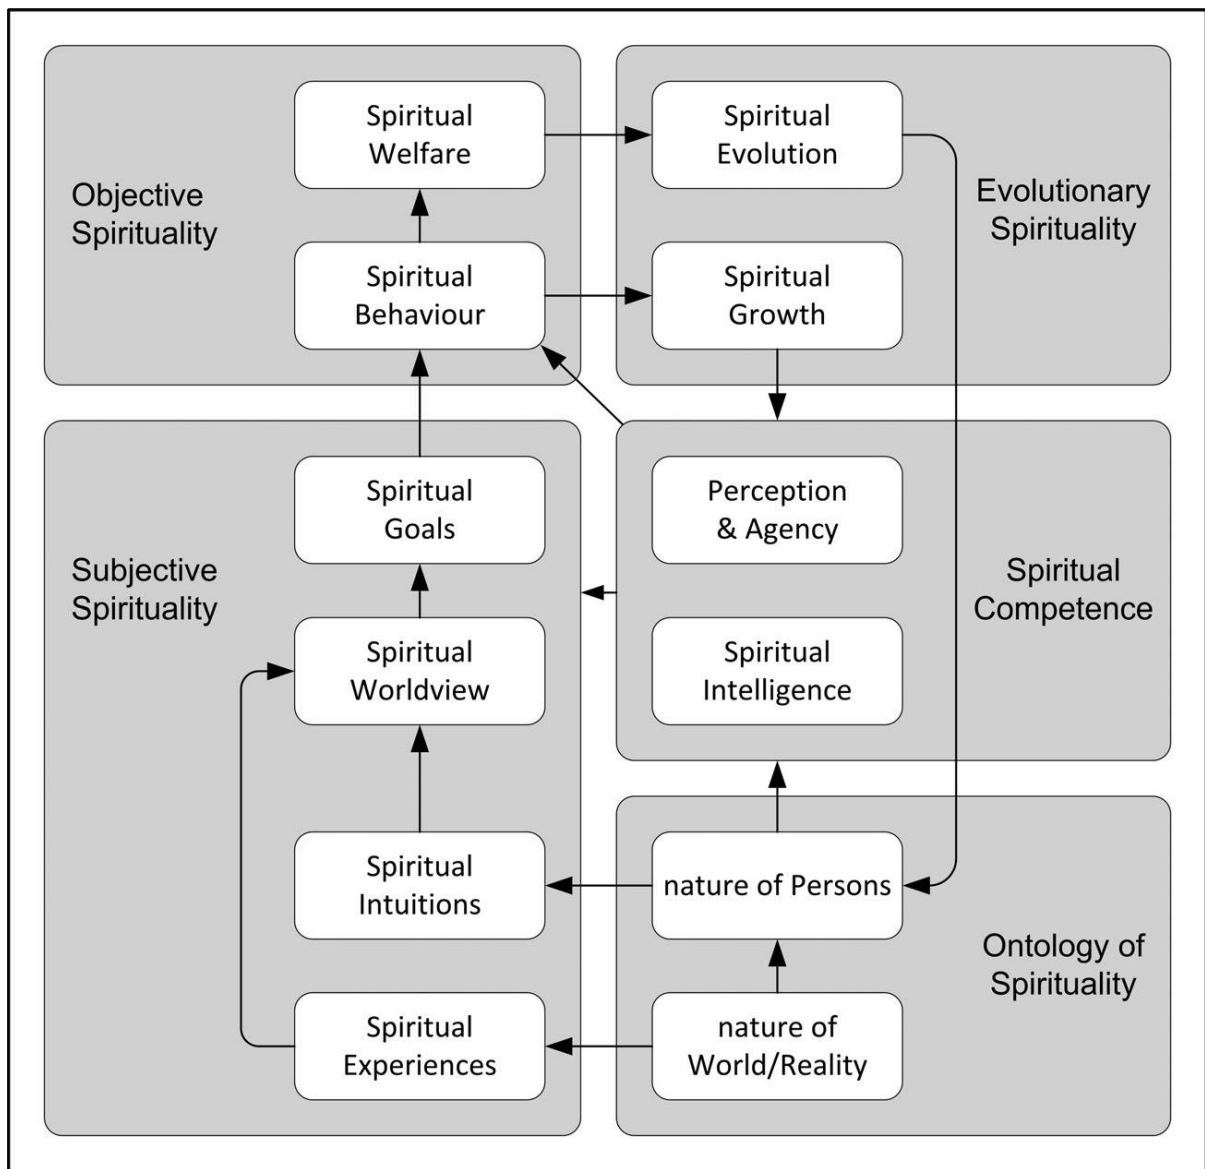 Objective
Spirituality
Spiritual
Welfare
Spiritual
Behaviour
Spiritual
Evolution
Spiritual
Growth
Evolutionary
Spirituality
Subjective
Spirituality
Spiritual
Goals
Spiritual
Worldview
Spiritual
Intuitions
Spiritual
Experiences
Perception
& Agency
Spiritual
Intelligence
Spiritual
Competence
nature of Persons
nature of
World/Reality
Ontology of
Spirituality